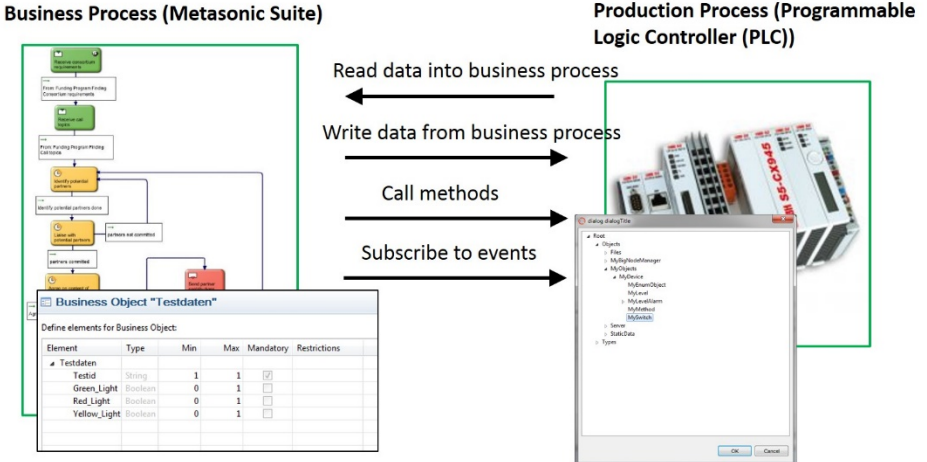 Business Process (Metasonic Suite)
Production Process (Programmable
Logic Controller (PLC))
Read data into business process
Write data from business process
Call methods
Subscribe to events
Receive consortium
requirements
From: Funding Program Finding
Consortium requirements
Receive call
topics
From: Funding Program Finding
Call topics
Identify potential
partners
Identify potential partners done
Liaise with
potential partners
partners not committed
partners committed
Send partner
Business Object "Testdaten"
Define elements for Business Object:
Element Type Min Max Mandatory Restrictions
Testdaten
Testid String 1 1
Green_Light Boolean 0 1
Red_Light Boolean 0 1
Yellow_Light Boolean 0 1
S5-CX945
dialog dialogTitle
Root
Objects
Files
MyBigNodeManager
MyObjects
MyDevice
MyEnumObject
MyLevel
MyLevelAlarm
MyMethod
MySwitch
Server
StaticData
Types
OK Cancel